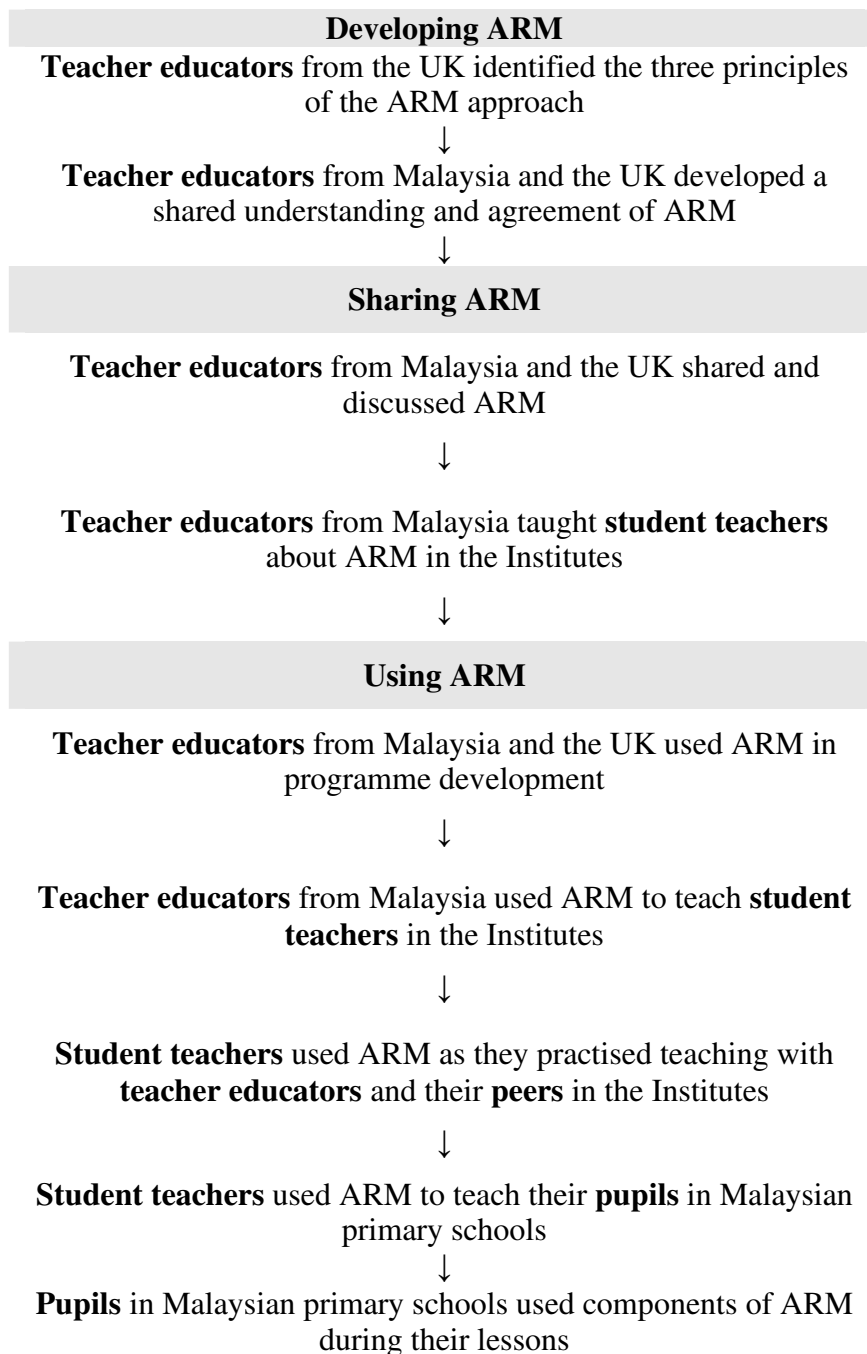 Developing ARM
Teacher educators from the UK identified the three principles
of the ARM approach
↓
Teacher educators from Malaysia and the UK developed a
shared understanding and agreement of ARM
↓
Sharing ARM
Teacher educators from Malaysia and the UK shared and
discussed ARM
↓
Teacher educators from Malaysia taught student teachers
about ARM in the Institutes
↓
Using ARM
Teacher educators from Malaysia and the UK used ARM in
programme development
↓
Teacher educators from Malaysia used ARM to teach student
teachers in the Institutes
↓
Student teachers used ARM as they practised teaching with
teacher educators and their peers in the Institutes
↓
Student teachers used ARM to teach their pupils in Malaysian
primary schools
↓
Pupils in Malaysian primary schools used components of ARM
during their lessons